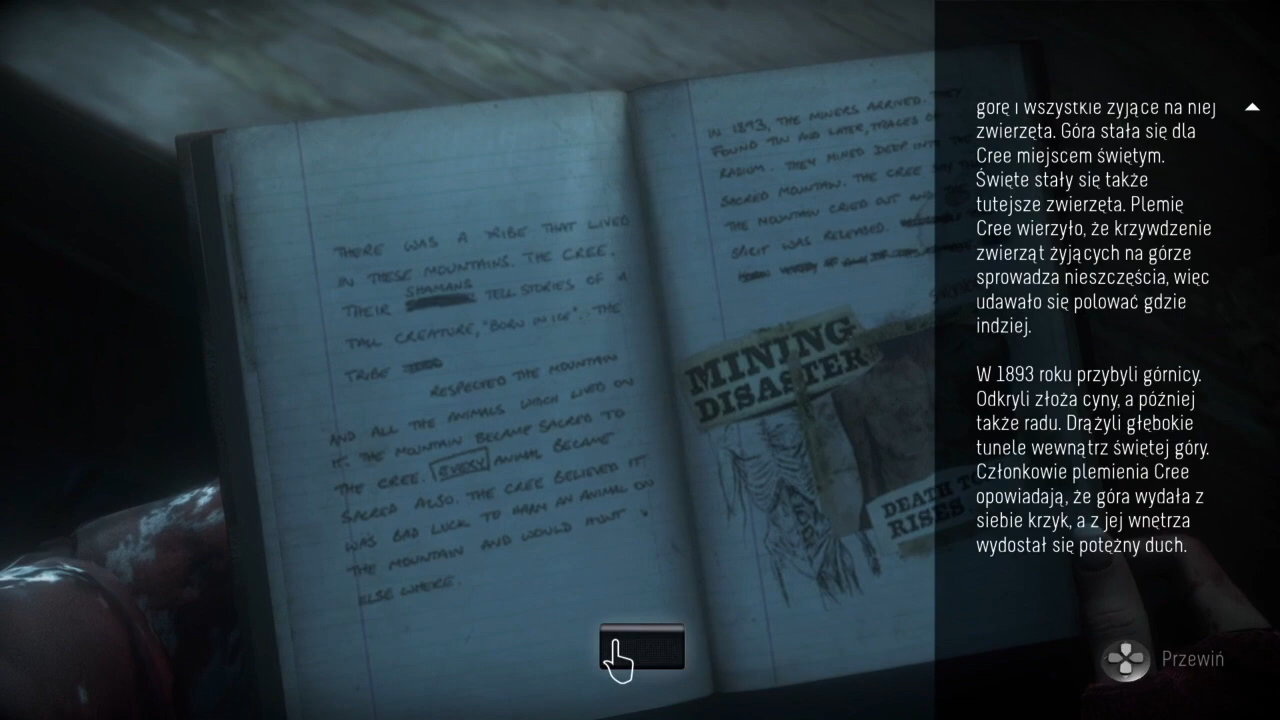 THERE WAS A TRIBE THAT LIVED
IN THESE MOUNTAINS. THE CREE.
SHAMANS
THEIR TELL STORIES OF A
TALL CREATURE, "BORN IN ICE". THE
TRIBE
RESPECTED THE MOUNTAIN
AND ALL THE ANIMALS WHICH LIVED ON
IT. THE MOUNTAIN BECAME SACRED TO
THE CREE. EVERY ANIMAL BECAME
SACRED ALSO. THE CREE BELIEVED IT
WAS BAD LUCK TO HARM AN ANIMAL ON
THE MOUNTAIN AND WOULD HUNT
ELSE WHERE.
IN 1893, THE MINERS ARRIVED. THEY
FOUND TIN AND LATER, TRACES OF
RADIUM. THEY MINED DEEP INTO THE
SACRED MOUNTAIN. THE CREE SAY THE
THE MOUNTAIN CRIED OUT AND
SPIRIT WAS RELEASED.
MINING
DISASTER
DEATH TO
RISES
górę i wszystkie żyjące na niej
zwierzęta. Góra stała się dla
Cree miejscem świętym.
Święte stały się także
tutejsze zwierzęta. Plemię
Cree wierzyło, że krzywdzenie
zwierząt żyjących na górze
sprowadza nieszczęścia, więc
udawało się polować gdzie
indziej.
W 1893 roku przybyli górnicy.
Odkryli złoża cyny, a później
także radu. Drążyli głębokie
tunele wewnątrz świętej góry.
Członkowie plemienia Cree
opowiadają, że góra wydała z
siebie krzyk, a z jej wnętrza
wydostał się potężny duch.
Przewiń